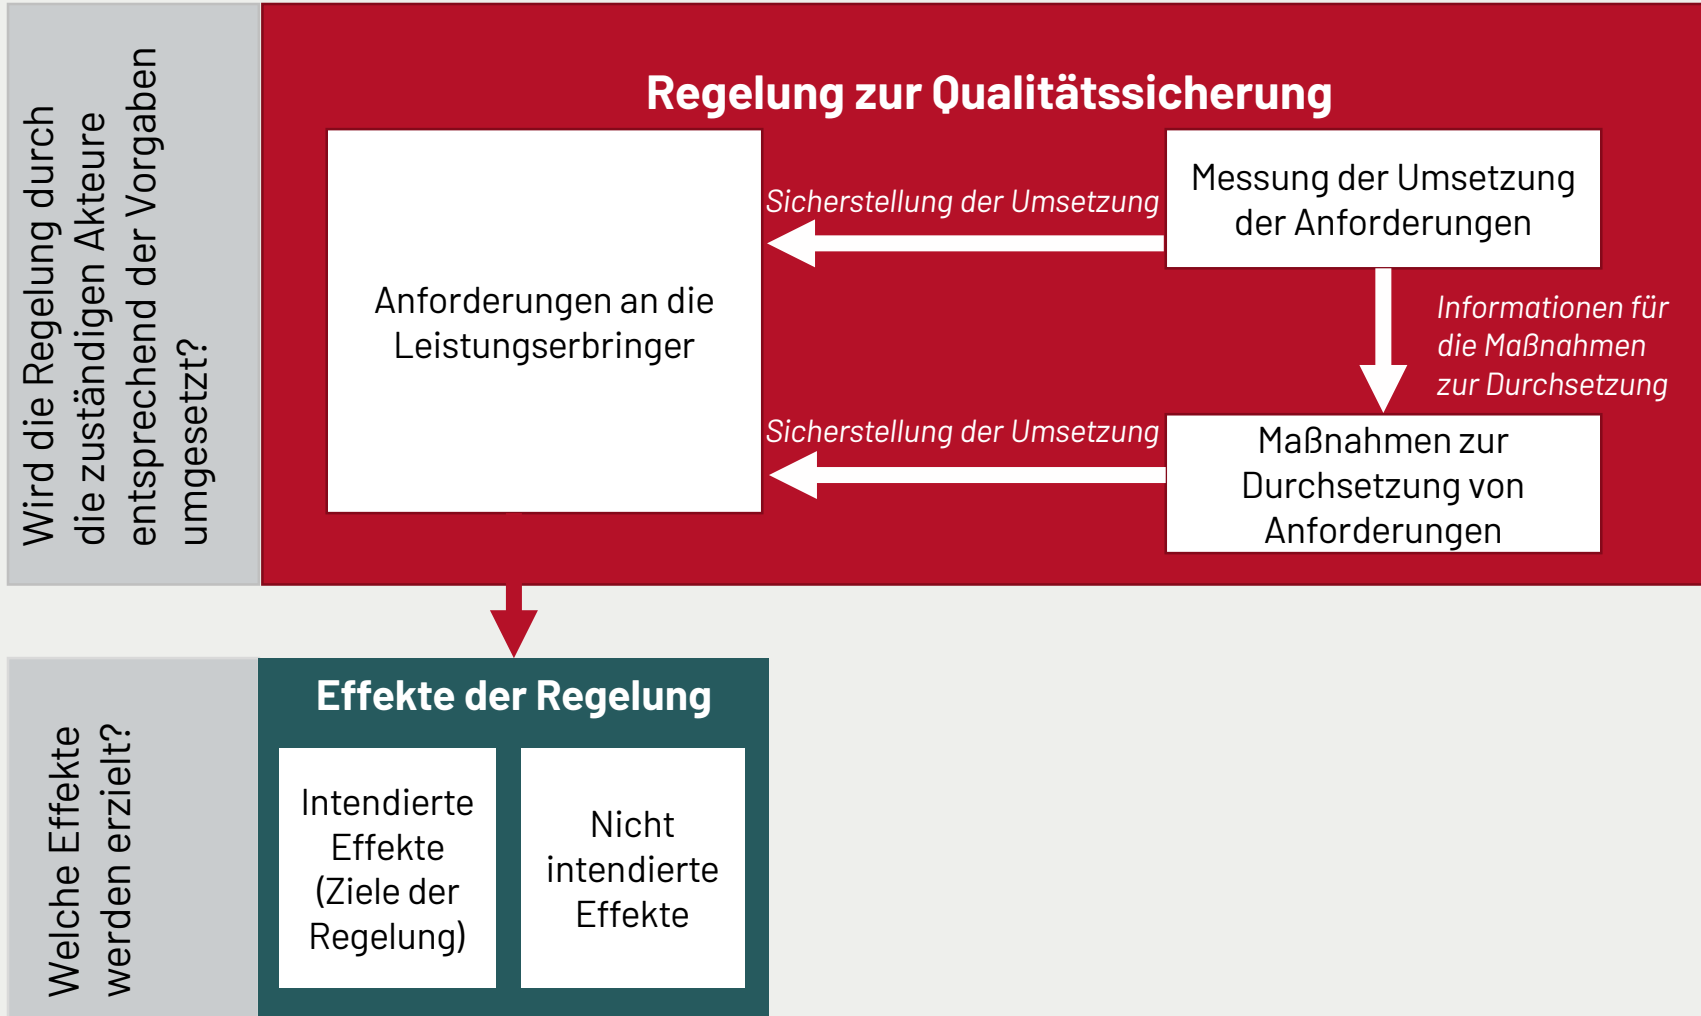 Wird die Regelung durch
die zuständigen Akteure
entsprechend der Vorgaben
umgesetzt?
Regelung zur Qualitätssicherung
Anforderungen an die
Leistungserbringer
Sicherstellung der Umsetzung
Messung der Umsetzung
der Anforderungen
Informationen für
die Maßnahmen
zur Durchsetzung
Sicherstellung der Umsetzung
Maßnahmen zur
Durchsetzung von
Anforderungen
Welche Effekte
werden erzielt?
Effekte der Regelung
Intendierte
Effekte
(Ziele der
Regelung)
Nicht
intendierte
Effekte